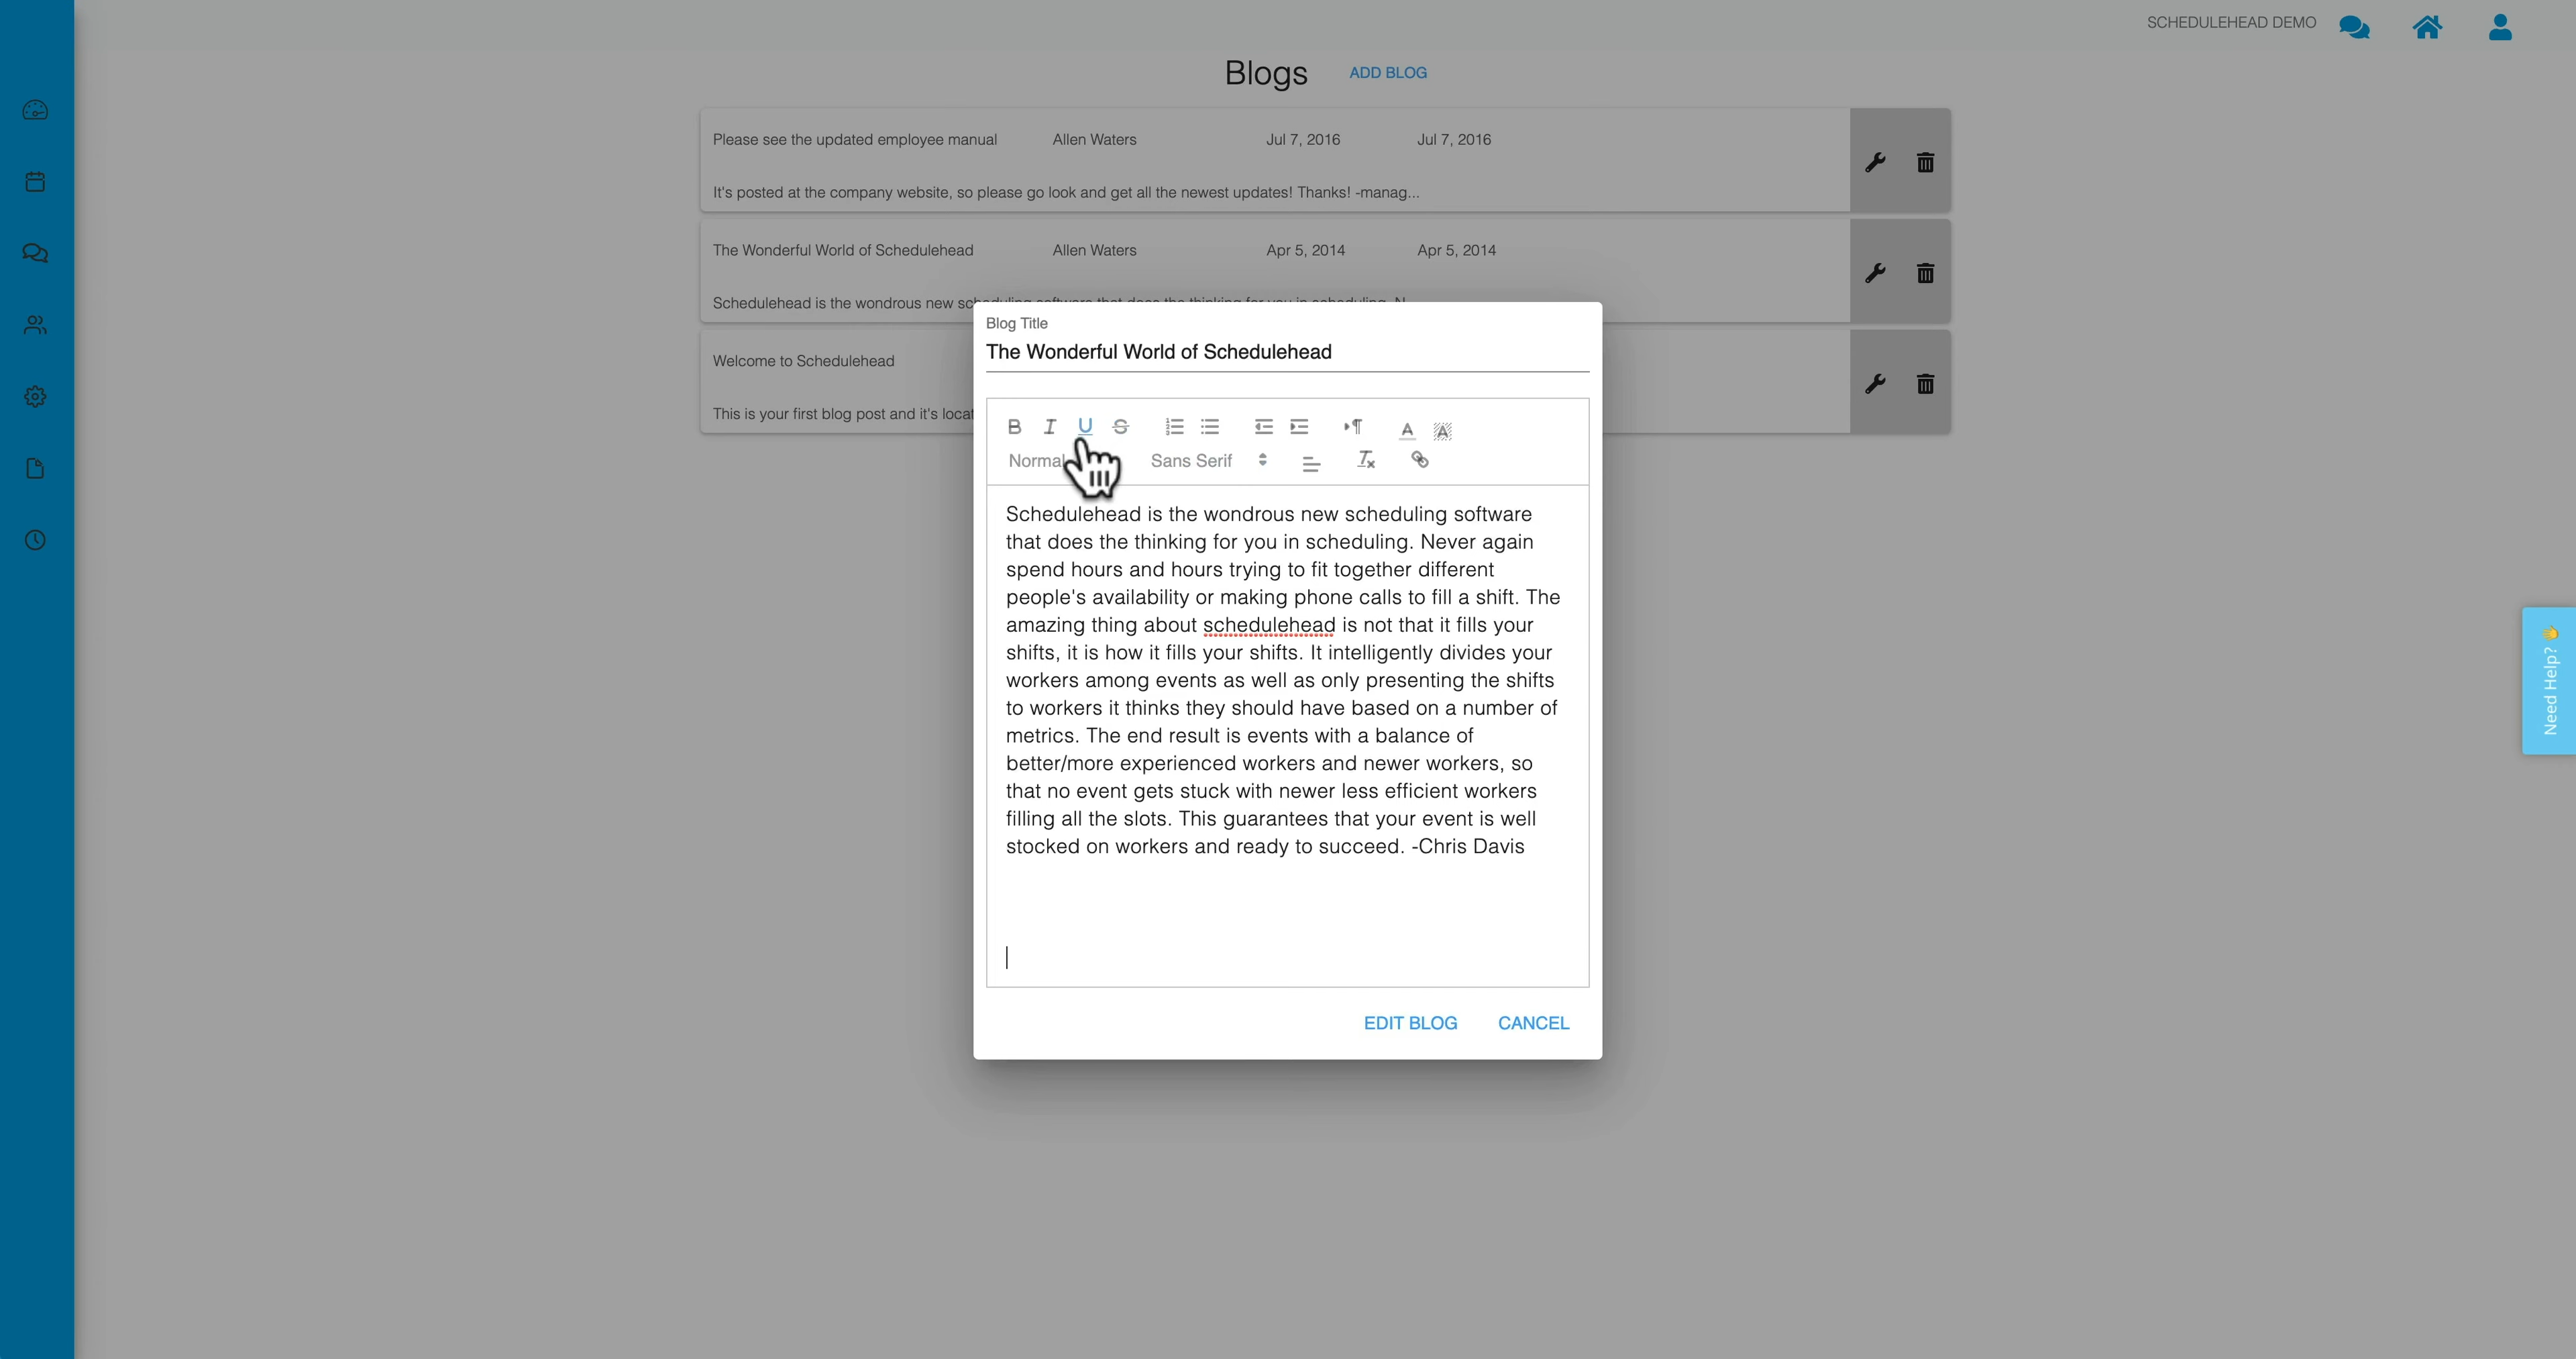 SCHEDULEHEAD DEMO
Blogs ADD BLOG
Please see the updated employee manual Allen Waters Jul 7, 2016 Jul 7, 2016
It's posted at the company website, so please go look and get all the newest updates! Thanks! -manag...
The Wonderful World of Schedulehead Allen Waters Apr 5, 2014 Apr 5, 2014
Schedulehead is the wondrous new scheduling software that does the thinking for you in scheduling. N
Welcome to Schedulehead
This is your first blog post and it's locat
Blog Title
The Wonderful World of Schedulehead
Normal Sans Serif
Schedulehead is the wondrous new scheduling software
that does the thinking for you in scheduling. Never again
spend hours and hours trying to fit together different
people's availability or making phone calls to fill a shift. The
amazing thing about schedulehead is not that it fills your
shifts, it is how it fills your shifts. It intelligently divides your
workers among events as well as only presenting the shifts
to workers it thinks they should have based on a number of
metrics. The end result is events with a balance of
better/more experienced workers and newer workers, so
that no event gets stuck with newer less efficient workers
filling all the slots. This guarantees that your event is well
stocked on workers and ready to succeed. -Chris Davis
EDIT BLOG CANCEL
Need Help? 👋